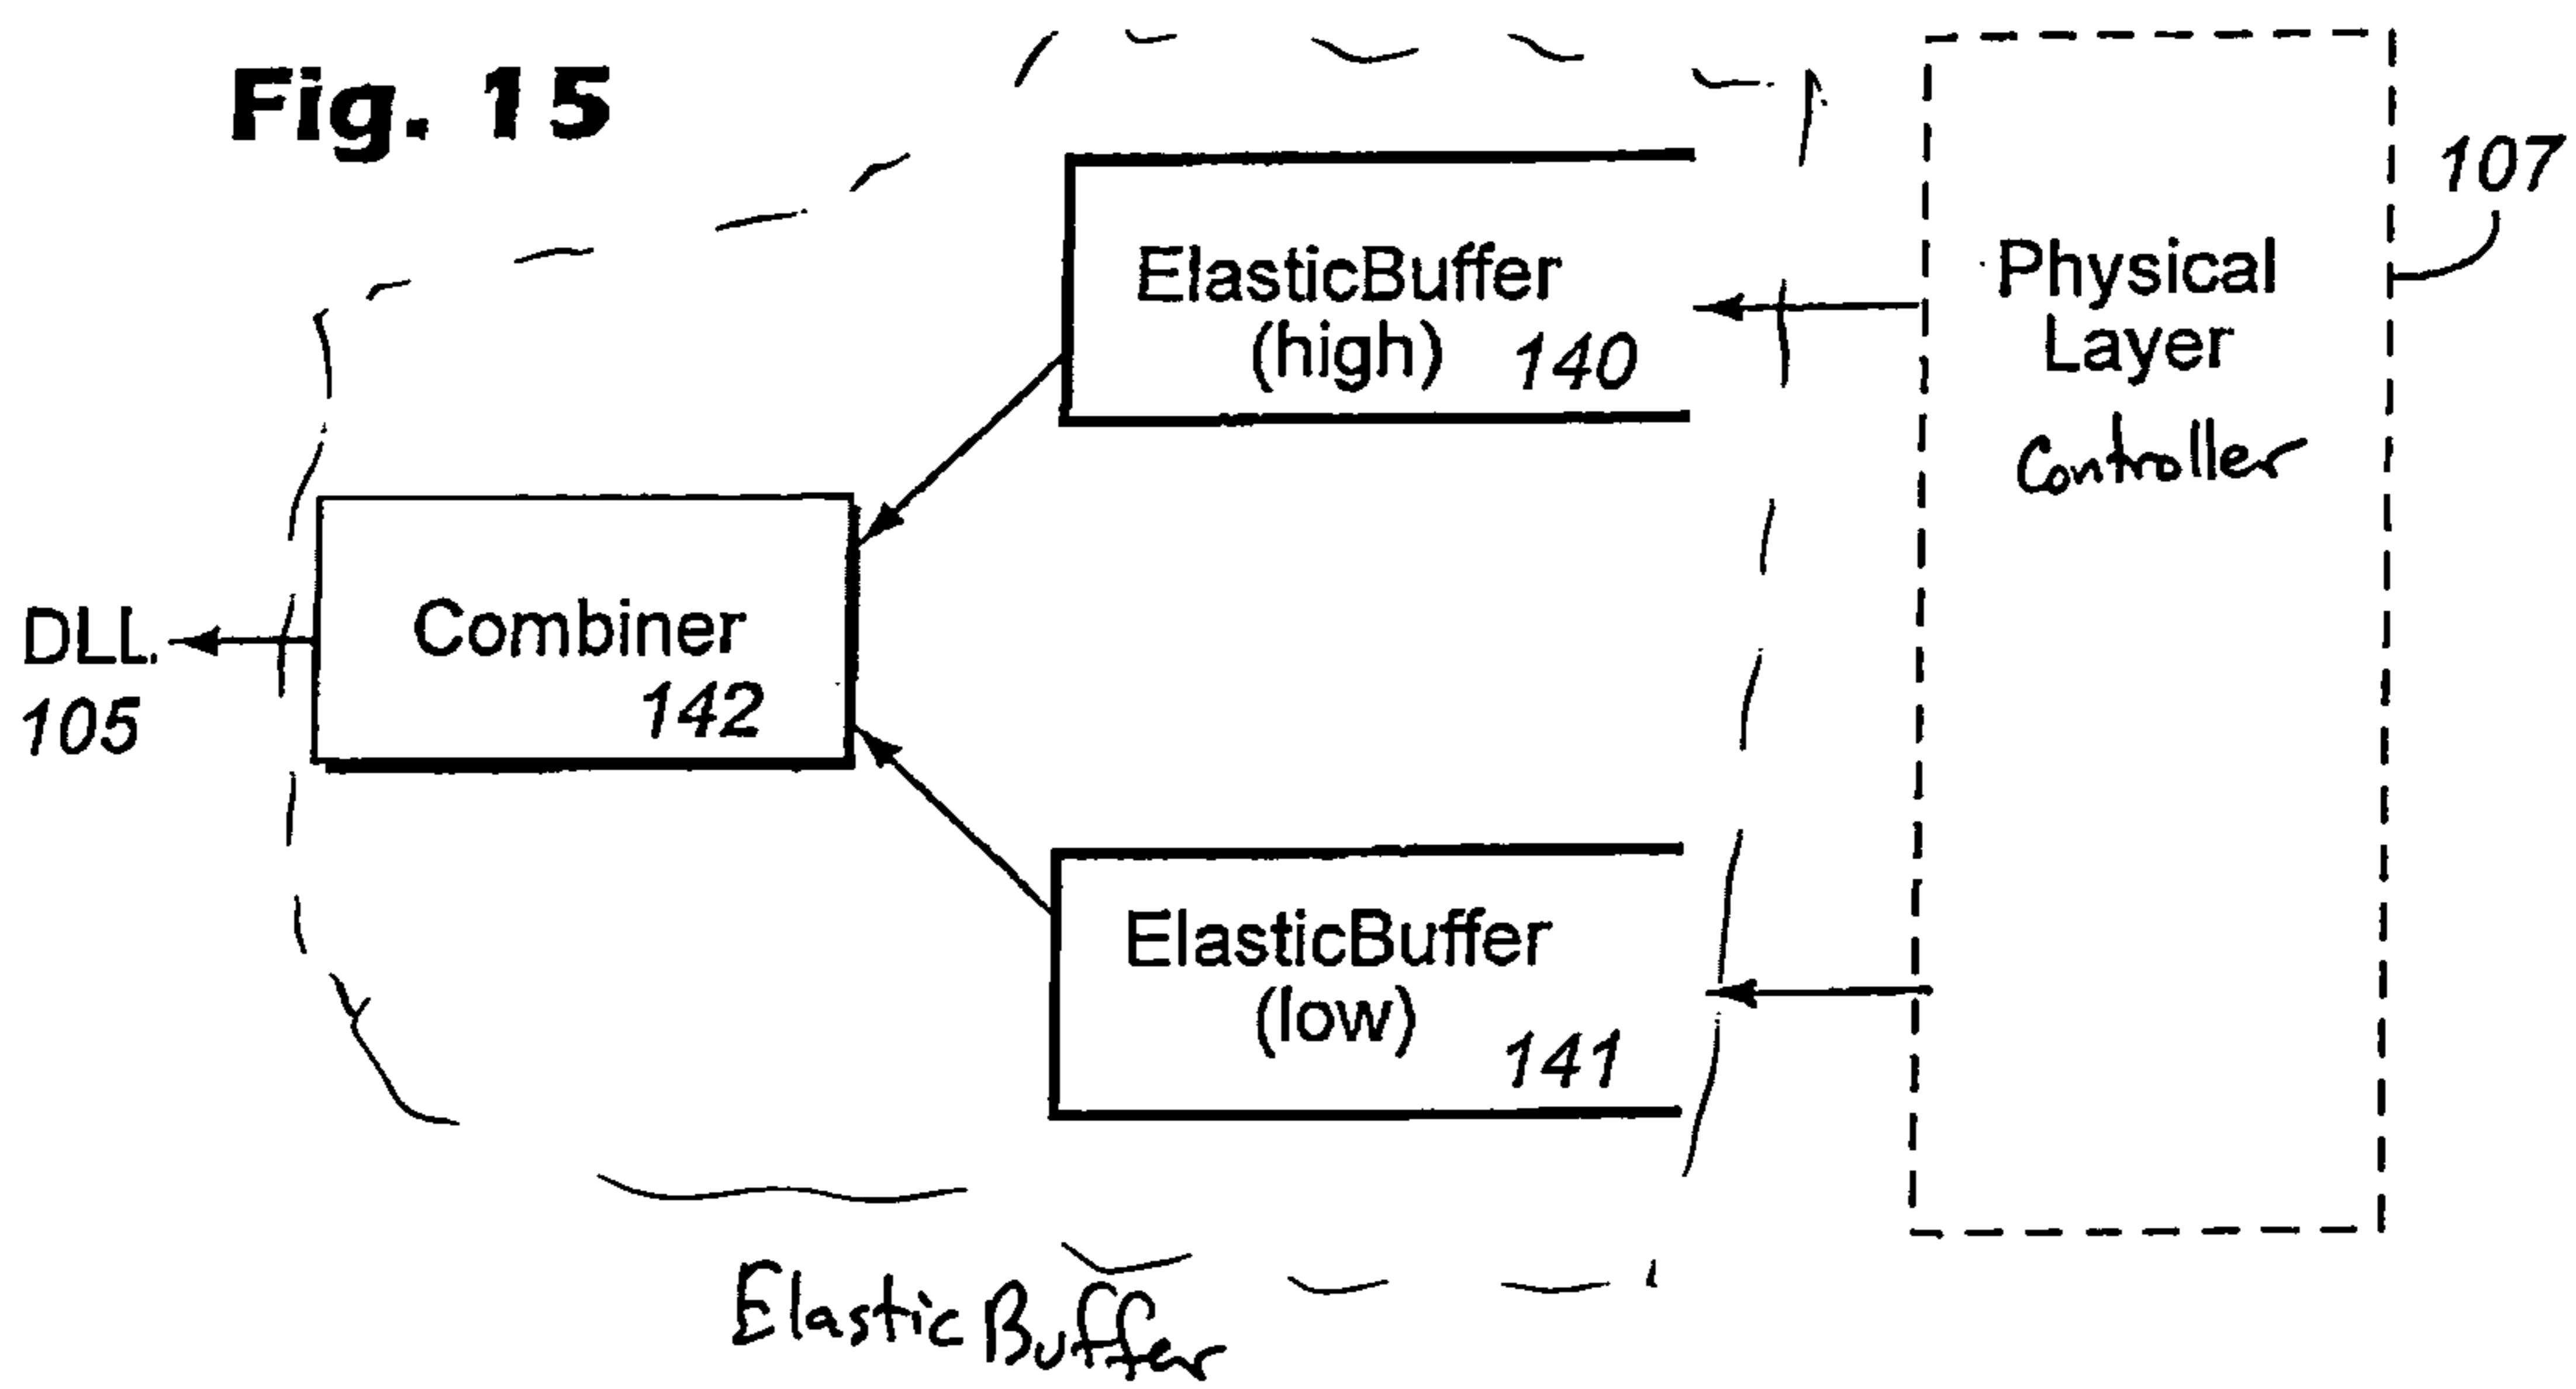 Fig. 15
ElasticBuffer
(high) 140
Physical
Layer
Controller
107
Combiner
142
DLL
105
ElasticBuffer
(low)
141
Elastic Buffer